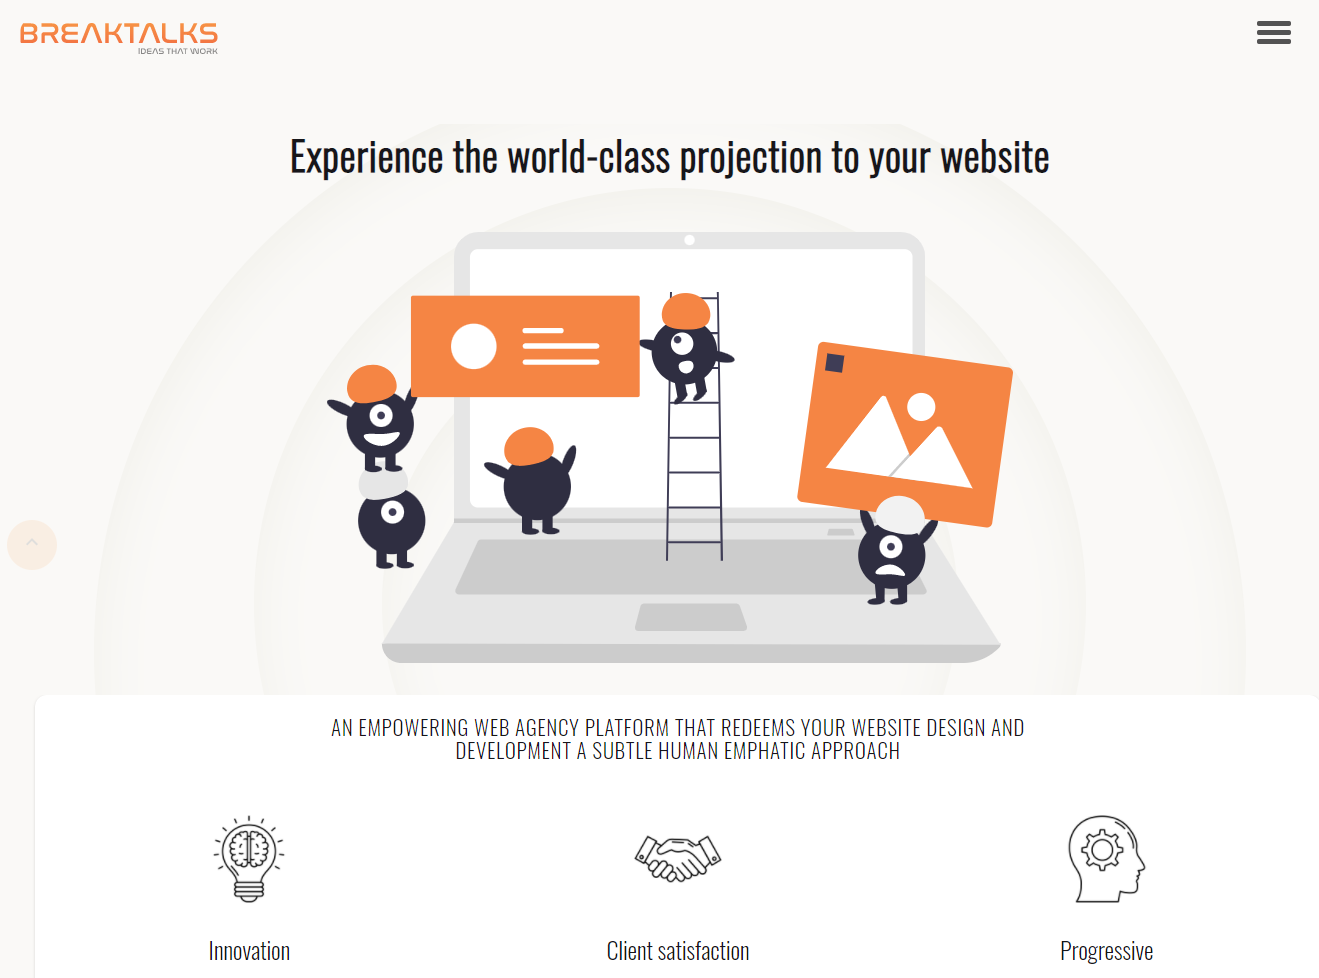 BREAKTALKS
IDEAS THAT WORK
Experience the world-class projection to your website
AN EMPOWERING WEB AGENCY PLATFORM THAT REDEEMS YOUR WEBSITE DESIGN AND
DEVELOPMENT A SUBTLE HUMAN EMPHATIC APPROACH
Innovation
Client satisfaction
Progressive